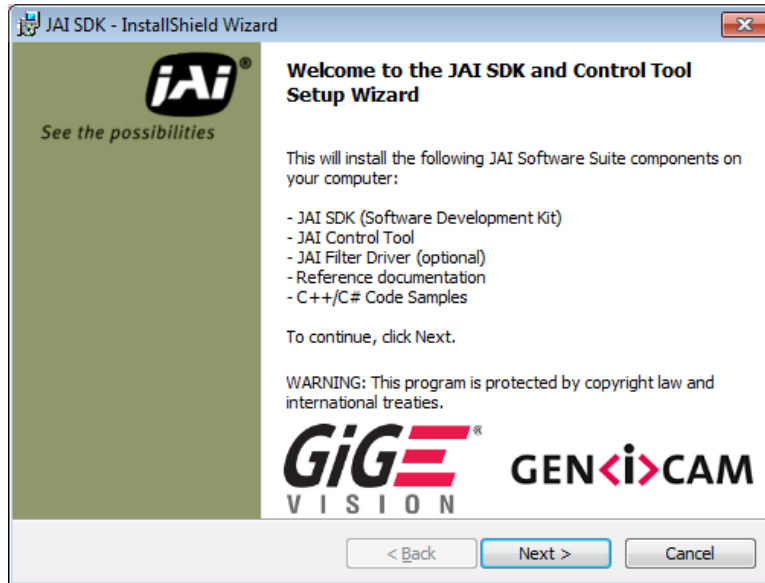 JAI SDK - InstallShield Wizard
JAi®
See the possibilities
Welcome to the JAI SDK and Control Tool
Setup Wizard
This will install the following JAI Software Suite components on
your computer:
- JAI SDK (Software Development Kit)
- JAI Control Tool
- JAI Filter Driver (optional)
- Reference documentation
- C++/C# Code Samples
To continue, click Next.
WARNING: This program is protected by copyright law and
international treaties.
GiGE®
VISION
GEN<i>CAM
< Back
Next >
Cancel